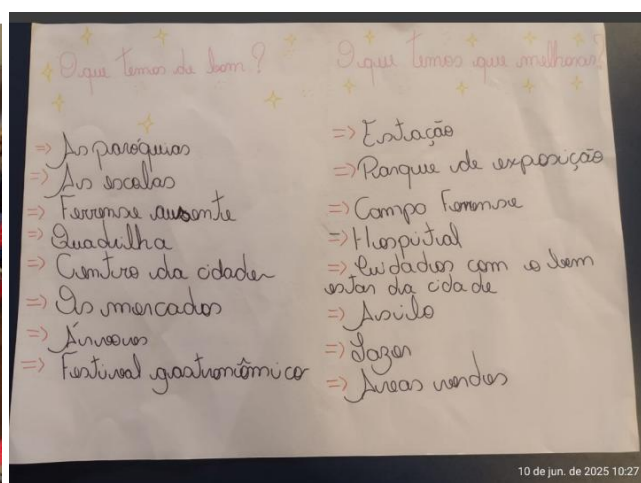 O que temos de bom?
=> As paróquias
=> As escolas
=> Ferrense ausente
=> Quadrilha
=> Centro da cidade
=> Os mercados
=> Árvores
=> Festival gastronômico
O que temos que melhorar?
=> Estação
=> Parque de exposição
=> Campo Ferrense
=> Hospital
=> Cuidados com o bem
estar da cidade
=> Asilo
=> Lazer
=> Áreas verdes
10 de jun. de 2025 10:27